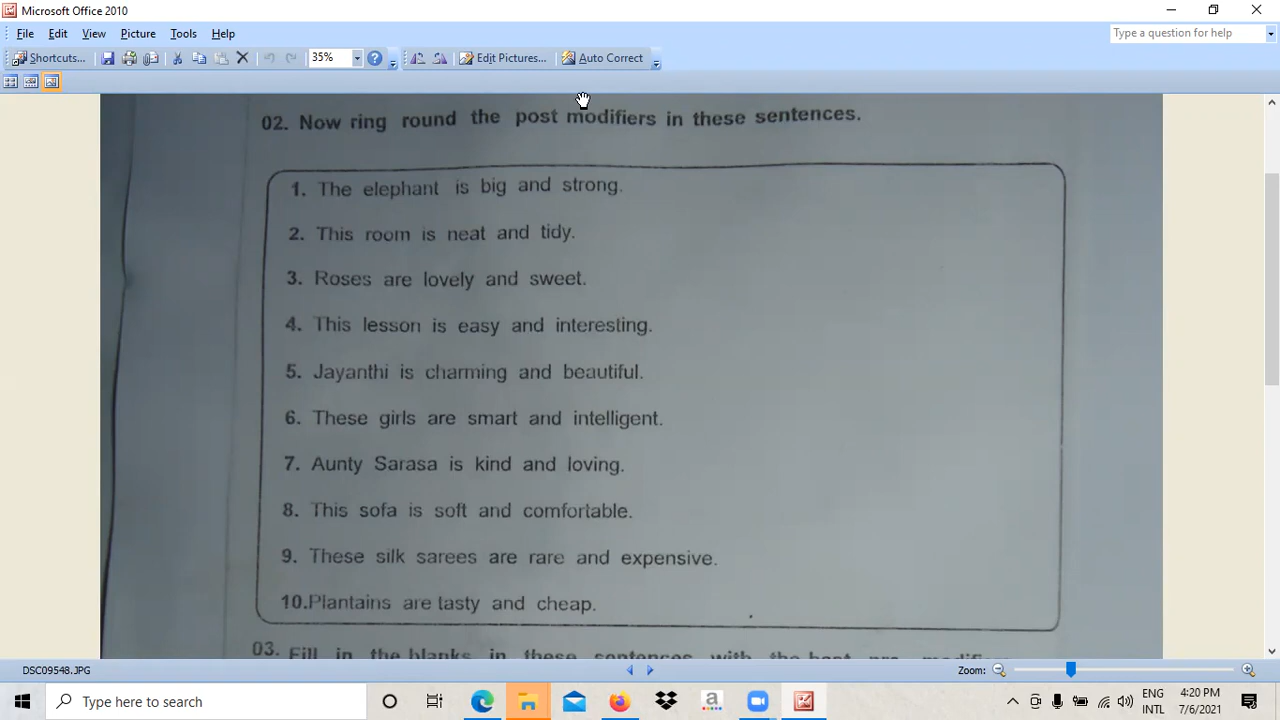 Microsoft Office 2010
File Edit View Picture Tools Help
Type a question for help
Shortcuts... 35% Edit Pictures... Auto Correct
02. Now ring round the post modifiers in these sentences.
1. The elephant is big and strong.
2. This room is neat and tidy.
3. Roses are lovely and sweet.
4. This lesson is easy and interesting.
5. Jayanthi is charming and beautiful.
6. These girls are smart and intelligent.
7. Aunty Sarasa is kind and loving.
8. This sofa is soft and comfortable.
9. These silk sarees are rare and expensive.
10.Plantains are tasty and cheap.
03. Fill in the blanks in these sentences with the
DSC09548.JPG Zoom:
Type here to search
ENG 4:20 PM
INTL 7/6/2021